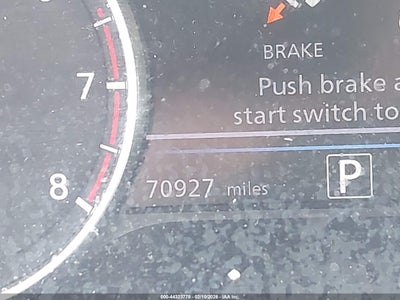 BRAKE
7
Push brake a
start switch to
8
70927 miles
P